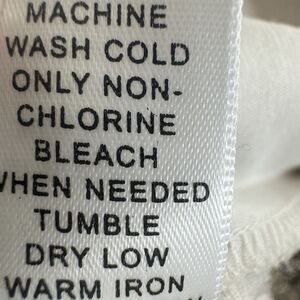 MACHINE
WASH COLD
ONLY NON-
CHLORINE
BLEACH
WHEN NEEDED
TUMBLE
DRY LOW
WARM IRON